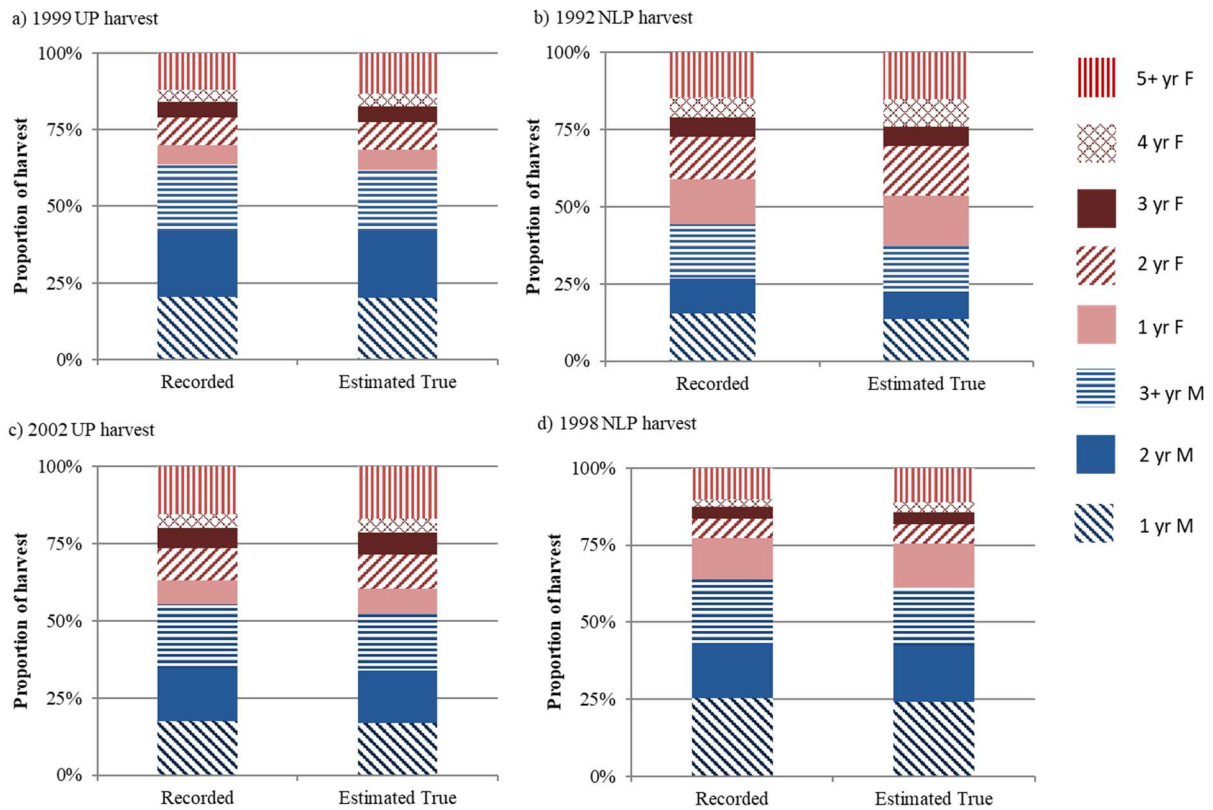 a) 1999 UP harvest
100%
75%
50%
25%
0%
Proportion of harvest
Recorded
Estimated True
b) 1992 NLP harvest
100%
75%
50%
25%
0%
Proportion of harvest
Recorded
Estimated True
c) 2002 UP harvest
100%
75%
50%
25%
0%
Proportion of harvest
Recorded
Estimated True
d) 1998 NLP harvest
100%
75%
50%
25%
0%
Proportion of harvest
Recorded
Estimated True
5+ yr F
4 yr F
3 yr F
2 yr F
1 yr F
3+ yr M
2 yr M
1 yr M